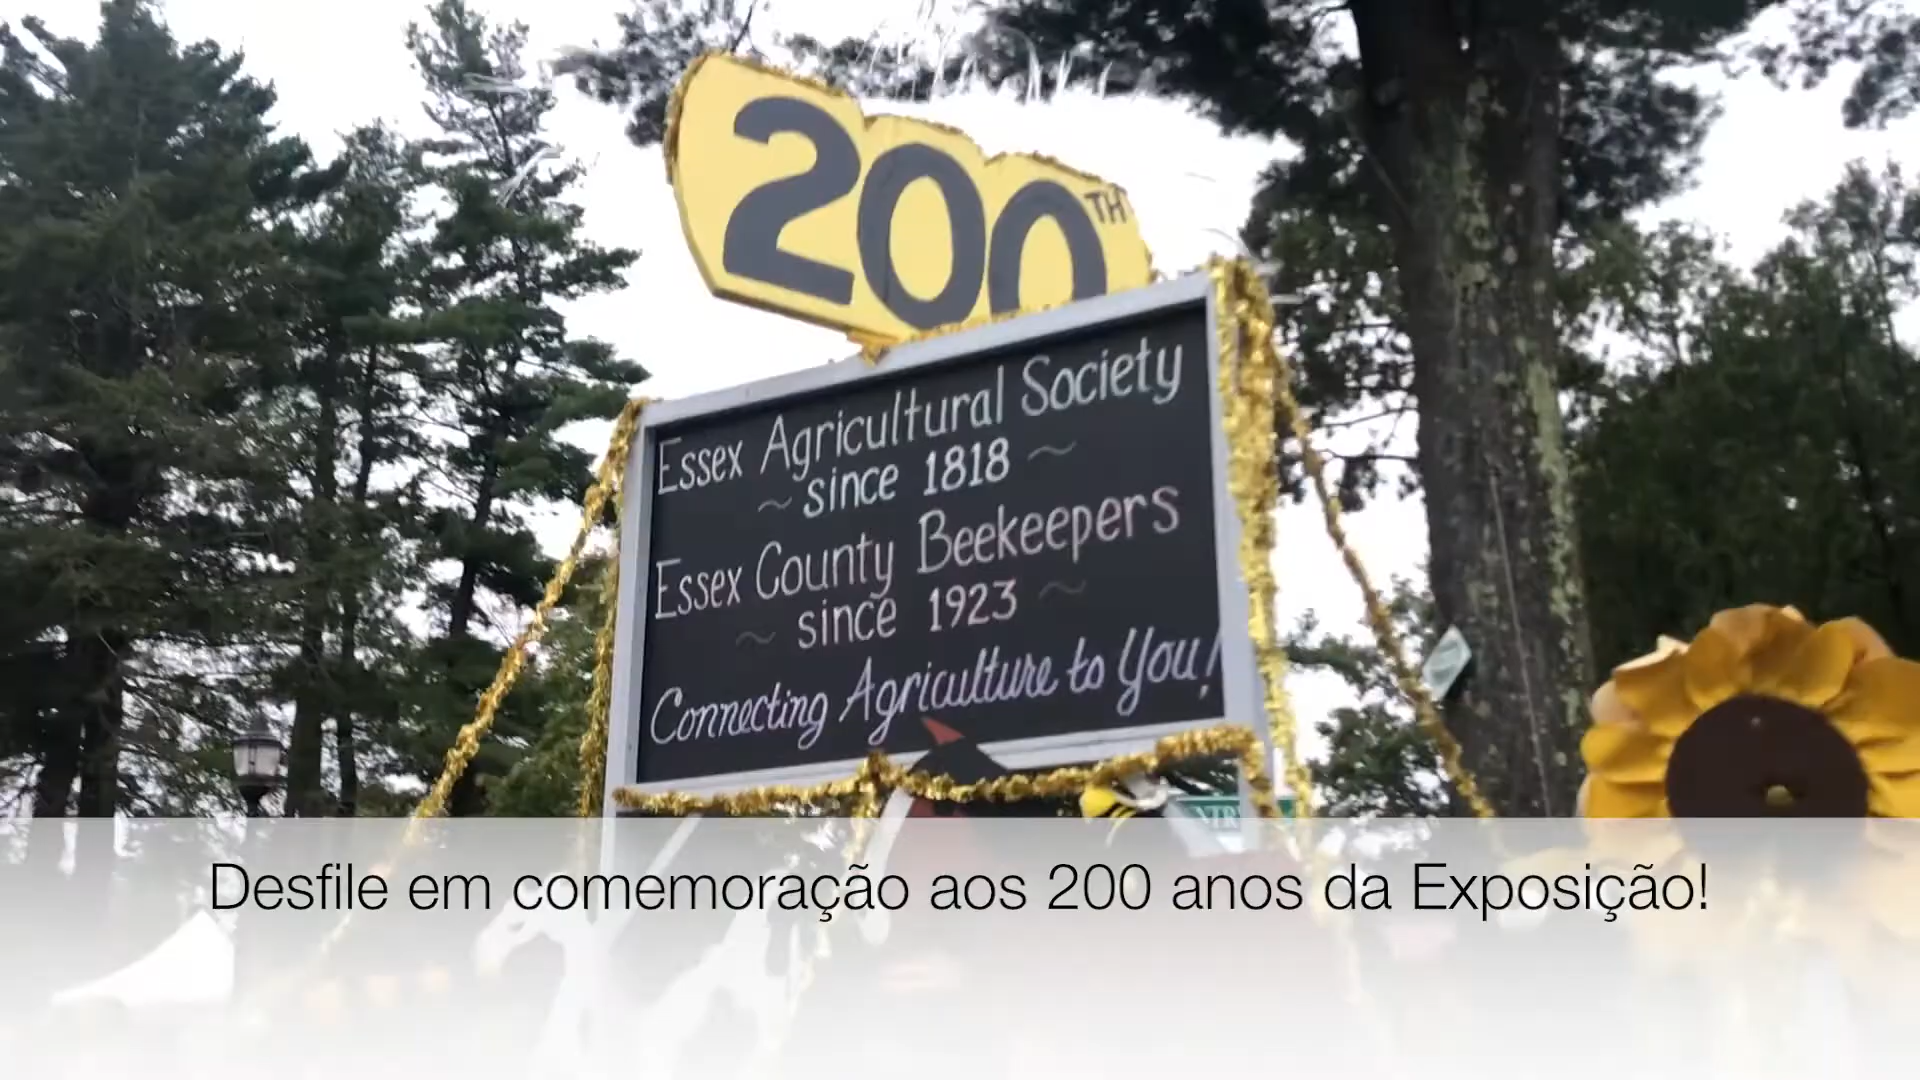 200TH
Essex Agricultural Society
~ since 1818 ~
Essex County Beekeepers
~ since 1923 ~
Connecting Agriculture to You!
Desfile em comemoração aos 200 anos da Exposição!